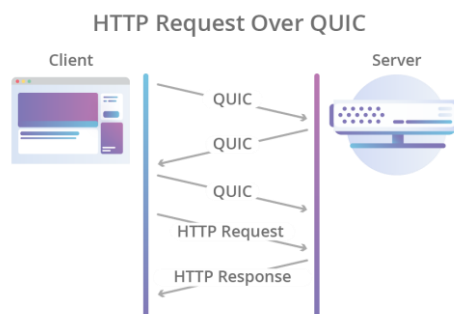 HTTP Request Over QUIC
Client
Server
QUIC
QUIC
QUIC
HTTP Request
HTTP Response